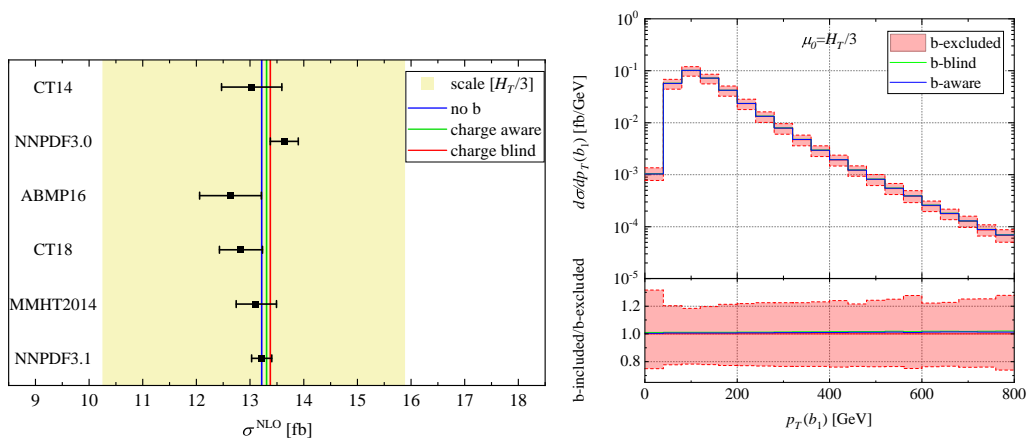 CT14
NNPDF3.0
ABMP16
CT18
MMHT2014
NNPDF3.1
scale [H_T/3]
no b
charge aware
charge blind
9 10 11 12 13 14 15 16 17 18
σ^NLO [fb]
10^0
10^-1
10^-2
10^-3
10^-4
10^-5
dσ/dp_T(b_1) [fb/GeV]
μ_0=H_T/3
b-excluded
b-blind
b-aware
1.2
1.0
0.8
b-included/b-excluded
0 200 400 600 800
p_T(b_1) [GeV]